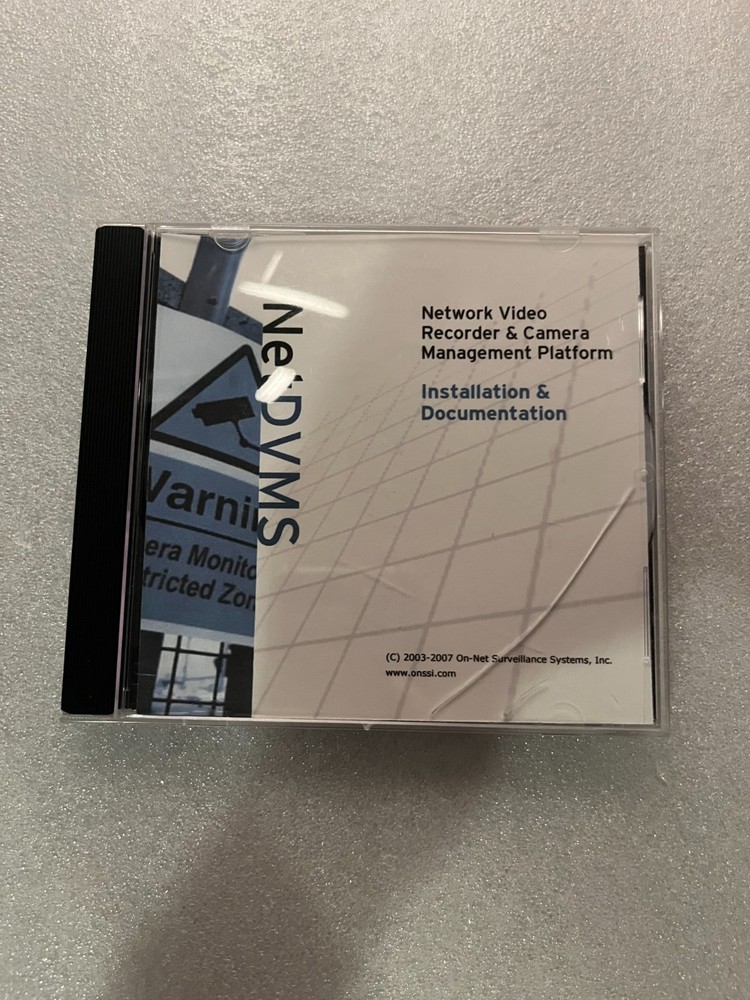 NetDVMS
Network Video
Recorder & Camera
Management Platform
Installation &
Documentation
Warni
era Monito
tricted Zon
(C) 2003-2007 On-Net Surveillance Systems, Inc.
www.onssi.com